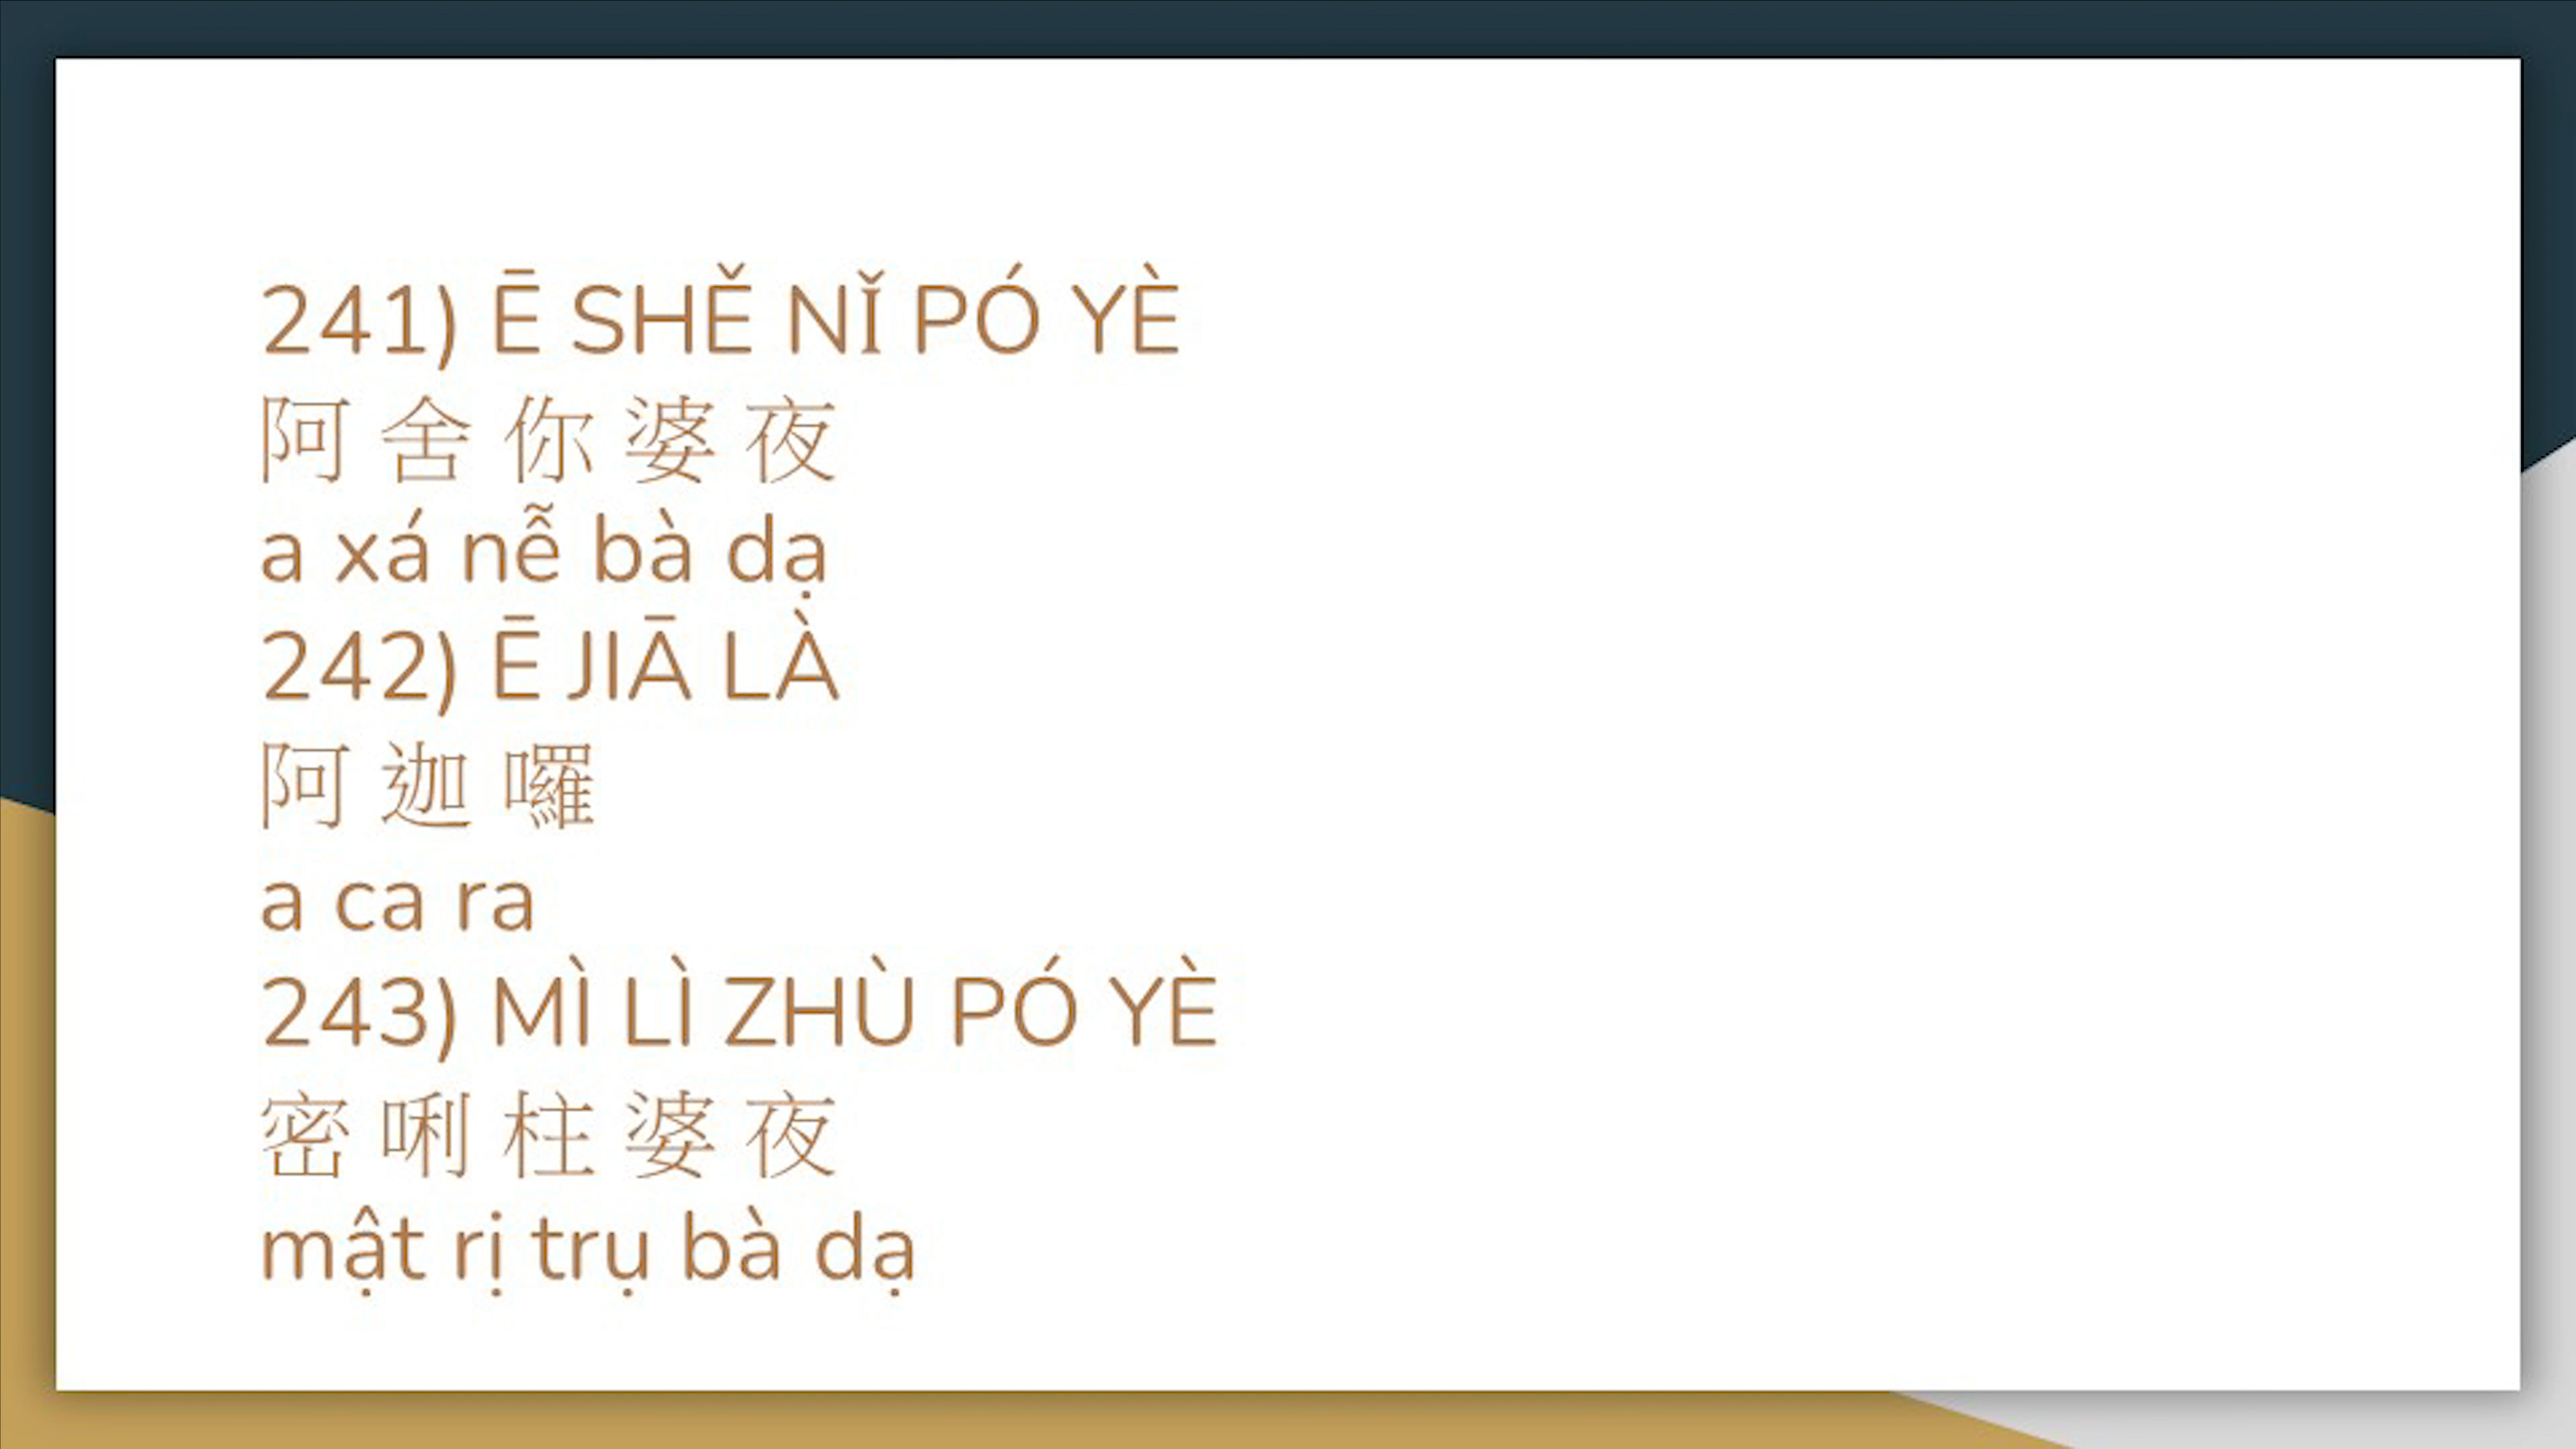 241) Ē SHĚ NǏ PÓ YÈ
阿 舍 你 婆 夜
a xá nễ bà dạ
242) Ē JIĀ LÀ
阿 迦 囉
a ca ra
243) MÌ LÌ ZHÙ PÓ YÈ
密 唎 柱 婆 夜
mật rị trụ bà dạ